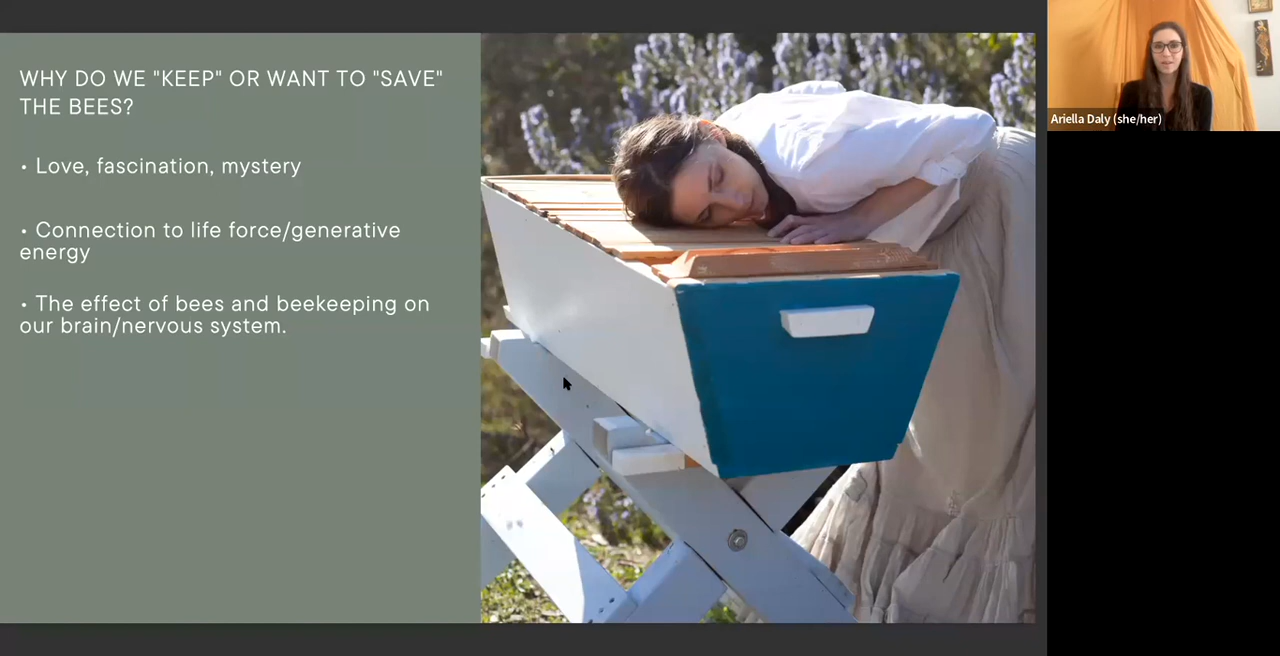 WHY DO WE "KEEP" OR WANT TO "SAVE"
THE BEES?
• Love, fascination, mystery
• Connection to life force/generative
energy
• The effect of bees and beekeeping on
our brain/nervous system.
Ariella Daly (she/her)